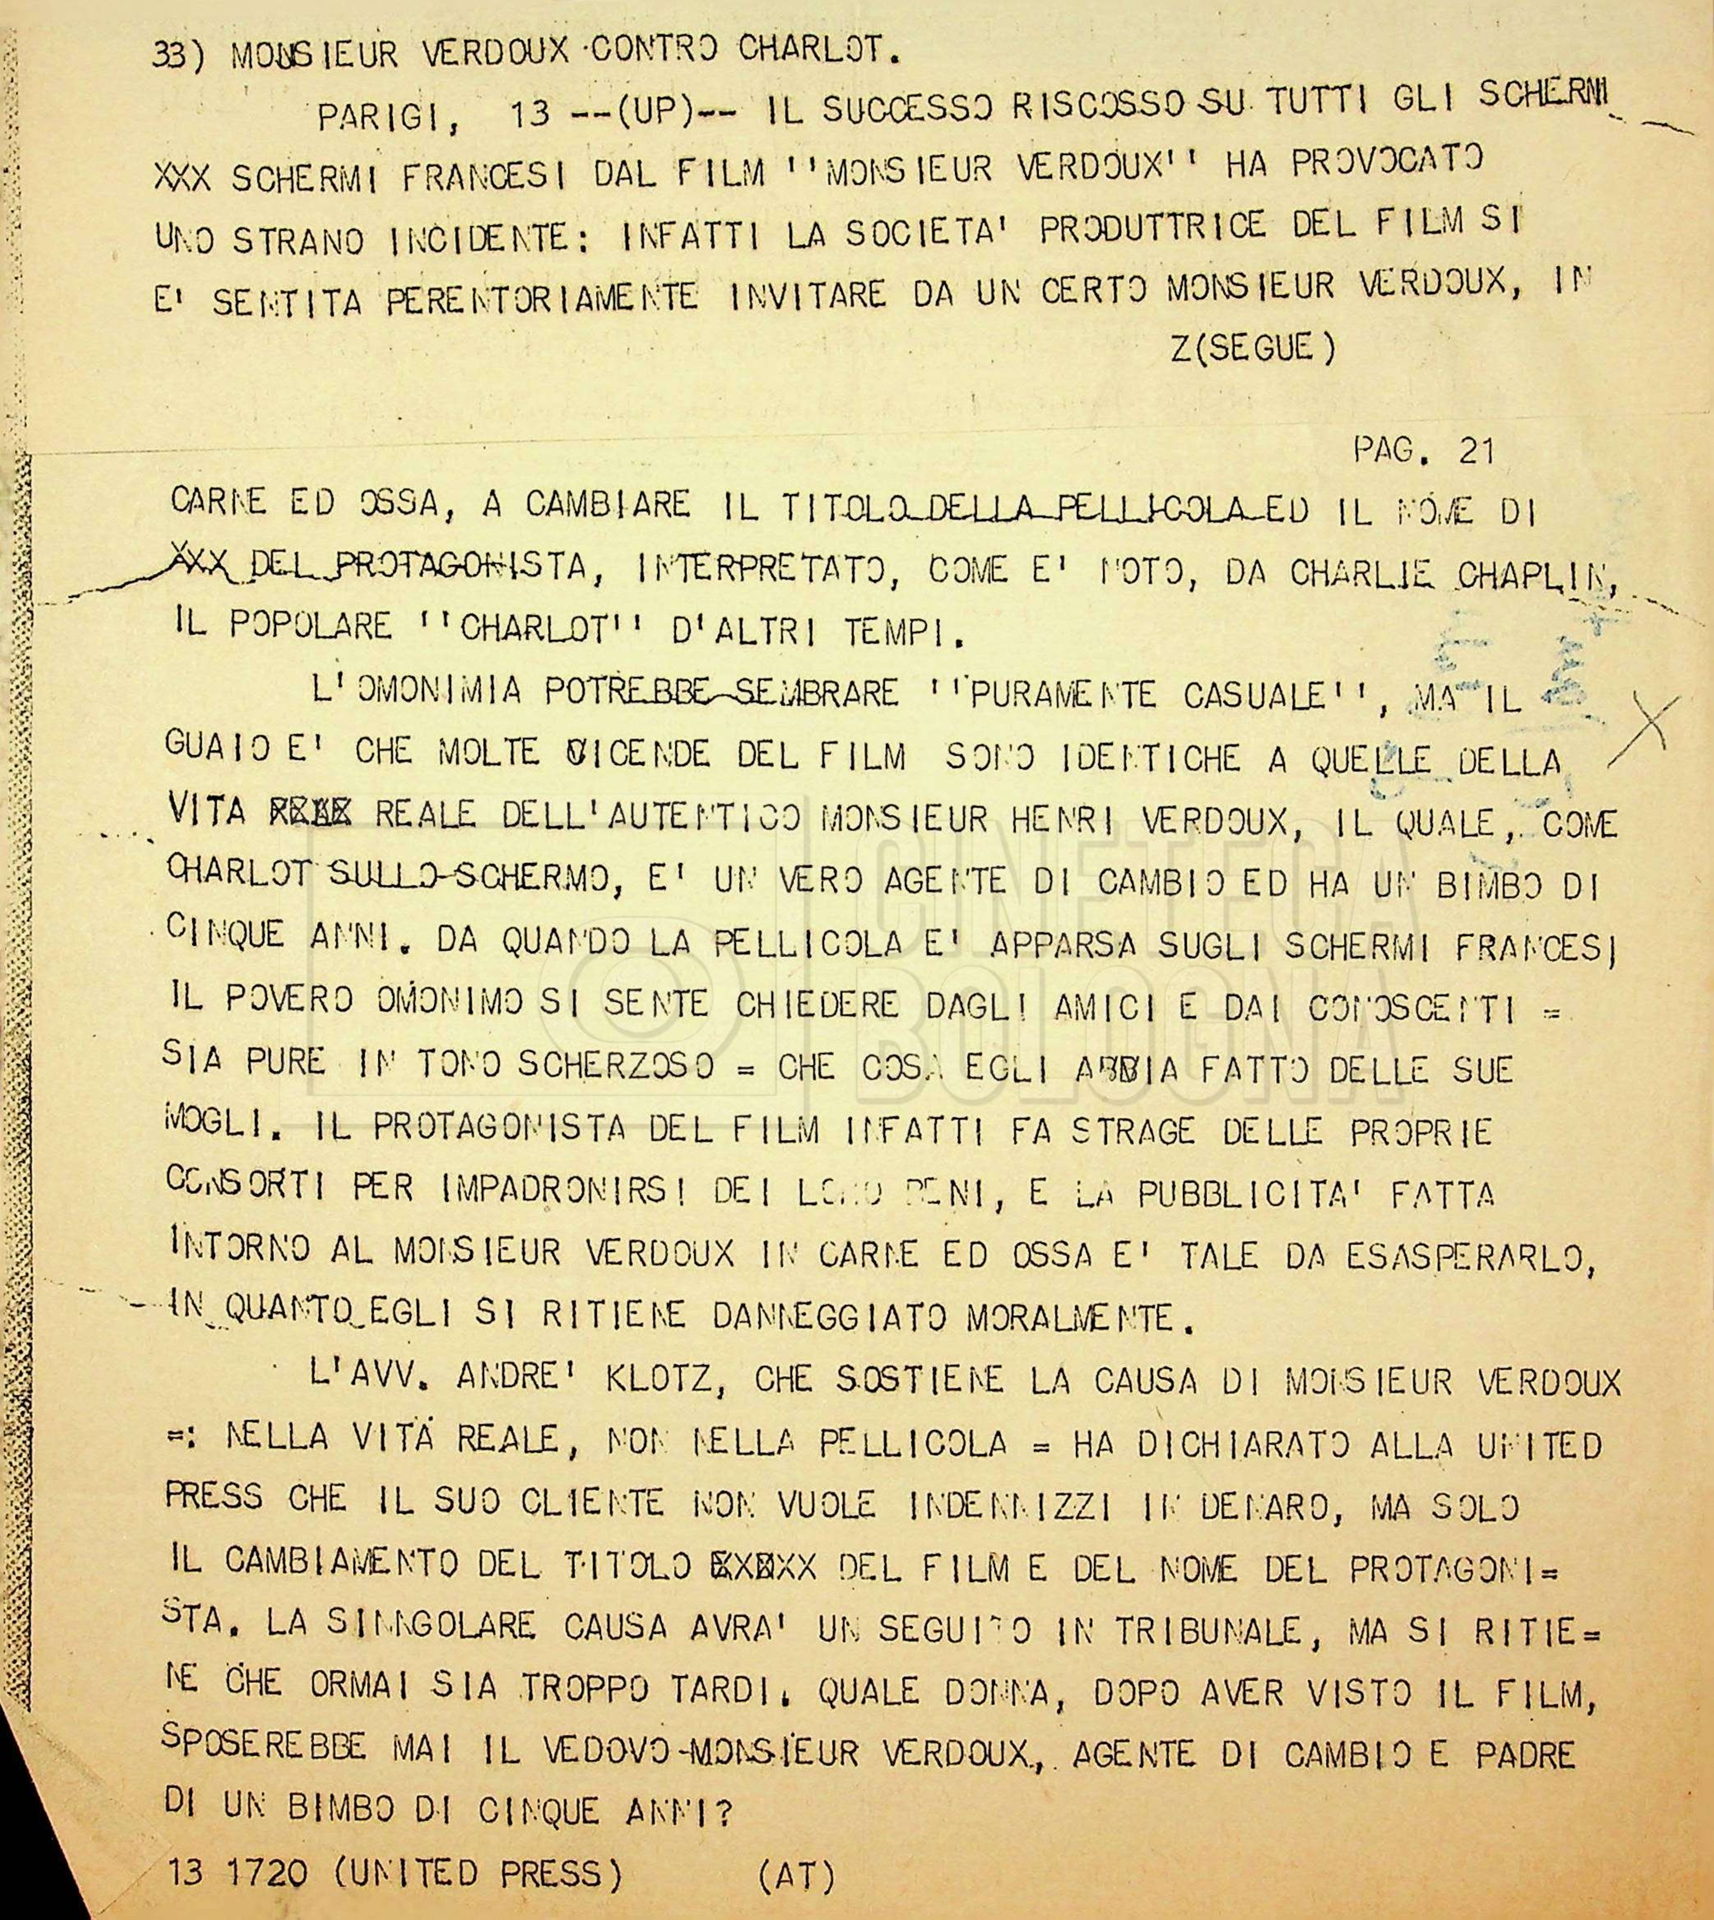 33) MONSIEUR VERDOUX CONTRO CHARLOT.
PARIGI, 13 --(UP)-- IL SUCCESSO RISCOSSO SU TUTTI GLI SCHERMI
XXX SCHERMI FRANCESI DAL FILM ''MONSIEUR VERDOUX'' HA PROVOCATO
UNO STRANO INCIDENTE: INFATTI LA SOCIETA' PRODUTTRICE DEL FILM SI
E' SENTITA PERENTORIAMENTE INVITARE DA UN CERTO MONSIEUR VERDOUX, IN
Z(SEGUE)
PAG. 21
CARNE ED OSSA, A CAMBIARE IL TITOLO DELLA PELLICOLA ED IL NOME DI
XXX DEL PROTAGONISTA, INTERPRETATO, COME E' NOTO, DA CHARLIE CHAPLIN,
IL POPOLARE ''CHARLOT'' D'ALTRI TEMPI.
L'OMONIMIA POTREBBE SEMBRARE ''PURAMENTE CASUALE'', MA IL
GUAIO E' CHE MOLTE VICENDE DEL FILM SONO IDENTICHE A QUELLE DELLA
VITA REALE DELL'AUTENTICO MONSIEUR HENRI VERDOUX, IL QUALE, COME
CHARLOT SULLO SCHERMO, E' UN VERO AGENTE DI CAMBIO ED HA UN BIMBO DI
CINQUE ANNI. DA QUANDO LA PELLICOLA E' APPARSA SUGLI SCHERMI FRANCESI
IL POVERO OMONIMO SI SENTE CHIEDERE DAGLI AMICI E DAI CONOSCENTI =
SIA PURE IN TONO SCHERZOSO = CHE COSA EGLI ABBIA FATTO DELLE SUE
MOGLI. IL PROTAGONISTA DEL FILM INFATTI FA STRAGE DELLE PROPRIE
CONSORTI PER IMPADRONIRSI DEI LORO BENI, E LA PUBBLICITA' FATTA
INTORNO AL MONSIEUR VERDOUX IN CARNE ED OSSA E' TALE DA ESASPERARLO,
IN QUANTO EGLI SI RITIENE DANNEGGIATO MORALMENTE.
L'AVV. ANDRE' KLOTZ, CHE SOSTIENE LA CAUSA DI MONSIEUR VERDOUX
=: NELLA VITA REALE, NON NELLA PELLICOLA = HA DICHIARATO ALLA UNITED
PRESS CHE IL SUO CLIENTE NON VUOLE INDENNIZZI IN DENARO, MA SOLO
IL CAMBIAMENTO DEL TITOLO XXXXX DEL FILM E DEL NOME DEL PROTAGONI=
STA. LA SINNGOLARE CAUSA AVRA' UN SEGUITO IN TRIBUNALE, MA SI RITIE=
NE CHE ORMAI SIA TROPPO TARDI. QUALE DONNA, DOPO AVER VISTO IL FILM,
SPOSEREBBE MAI IL VEDOVO MONSIEUR VERDOUX, AGENTE DI CAMBIO E PADRE
DI UN BIMBO DI CINQUE ANNI?
13 1720 (UNITED PRESS) (AT)
CINETECA
BOLOGNA